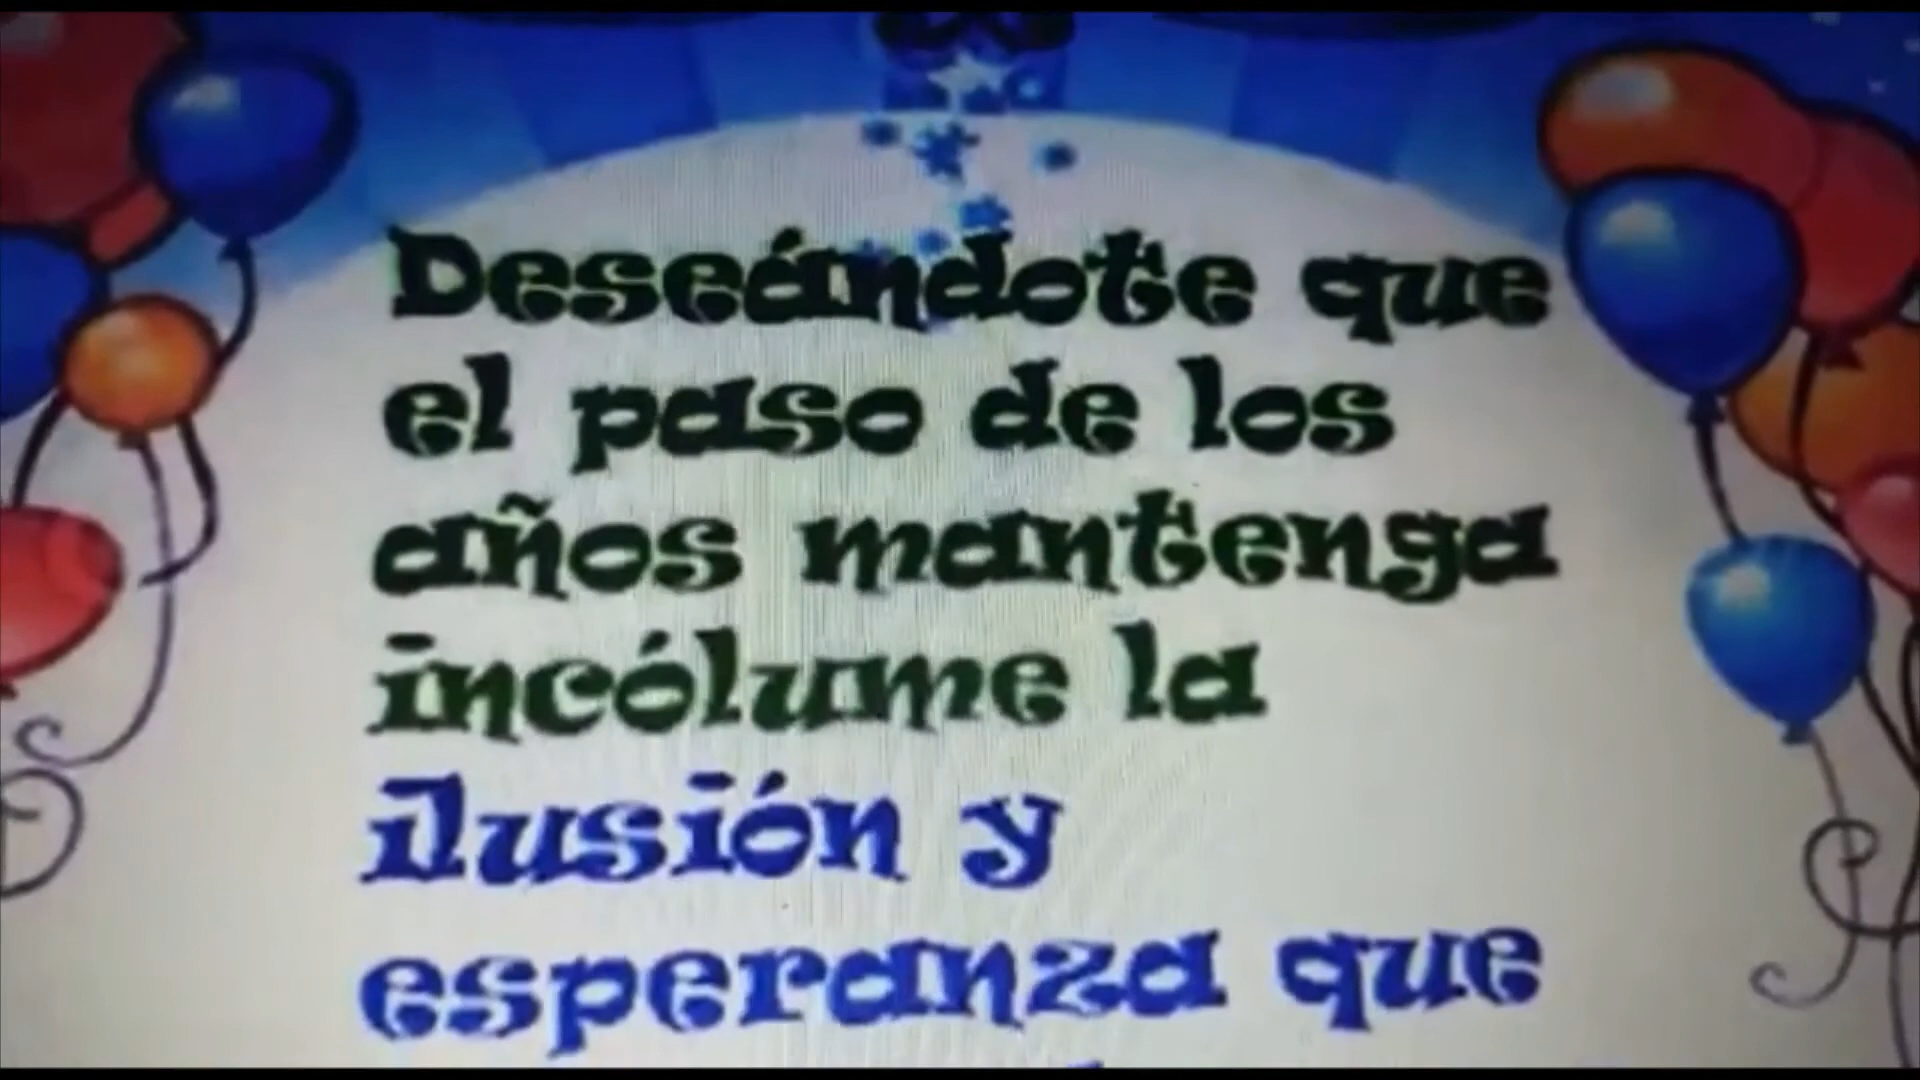 Deseándote que
el paso de los
años mantenga
incólume la
ilusión y
esperanza que